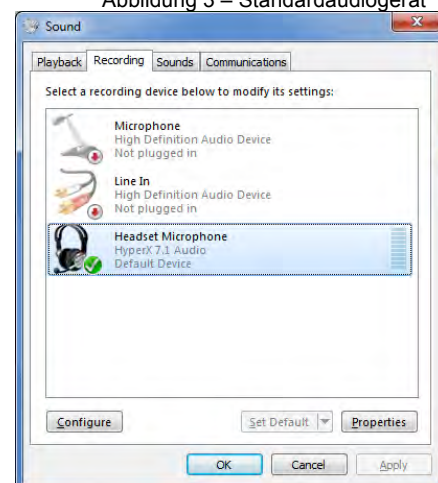 Abbildung 3 – Standardaudiogerät
Sound
Playback Recording Sounds Communications
Select a recording device below to modify its settings:
Microphone
High Definition Audio Device
Not plugged in
Line In
High Definition Audio Device
Not plugged in
Headset Microphone
HyperX 7.1 Audio
Default Device
Configure Set Default Properties
OK Cancel Apply